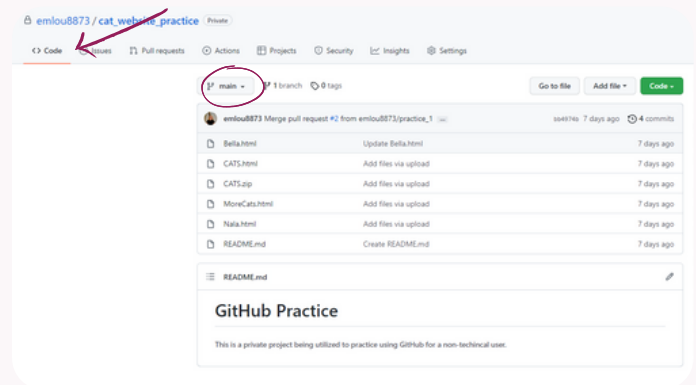 emlou8873 / cat_website_practice Private
Code Issues Pull requests Actions Projects Security Insights Settings
main 1 branch 0 tags Go to file Add file Code
emlou8873 Merge pull request #2 from emlou8873/practice_1 ... 7 days ago 4 commits
Bella.html Update Bella.html 7 days ago
CATS.html Add files via upload 7 days ago
CATS.zip Add files via upload 7 days ago
MoreCats.html Add files via upload 7 days ago
Nala.html Add files via upload 7 days ago
README.md Create README.md 7 days ago
README.md
GitHub Practice
This is a private project being utilized to practice using GitHub for a non-techincal user.